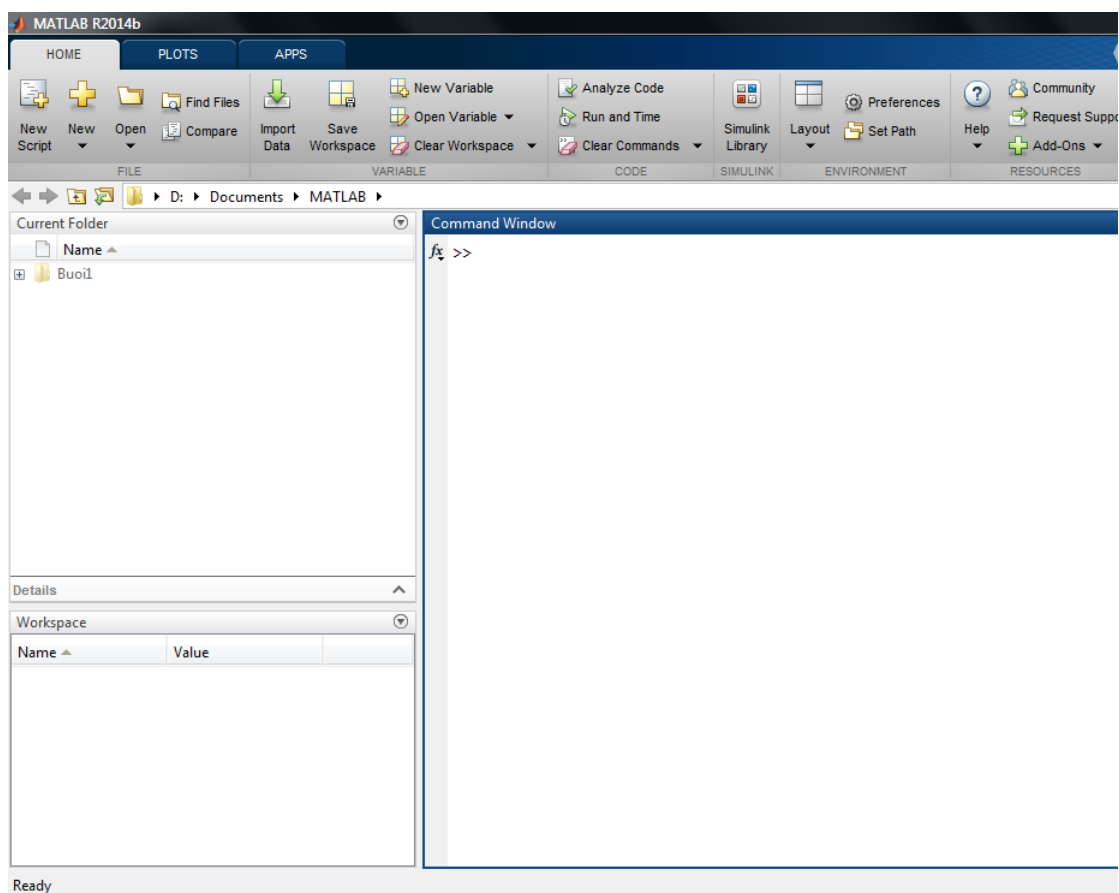 MATLAB R2014b
HOME PLOTS APPS
New Script
New
Open
Find Files
Compare
Import Data
Save Workspace
New Variable
Open Variable
Clear Workspace
Analyze Code
Run and Time
Clear Commands
Simulink Library
Layout
Preferences
Set Path
Help
Community
Request Suppo
Add-Ons
FILE VARIABLE CODE SIMULINK ENVIRONMENT RESOURCES
D: Documents MATLAB
Current Folder
Name
Buoi1
Details
Workspace
Name Value
Command Window
fx >>
Ready